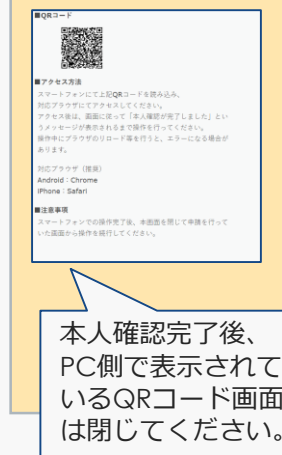 ■QRコード
■アクセス方法
スマートフォンにて上記QRコードを読み込み、
対応ブラウザにてアクセスしてください。
アクセス後は、画面に従って「本人確認が完了しました」とい
うメッセージが表示されるまで操作を行ってください。
操作中にブラウザのリロード等を行うと、エラーになる場合が
あります。
対応ブラウザ（推奨）
Android：Chrome
iPhone：Safari
■注意事項
スマートフォンでの操作完了後、本画面を閉じて申請を行って
いた画面から操作を続行してください。
本人確認完了後、
PC側で表示されて
いるQRコード画面
は閉じてください。